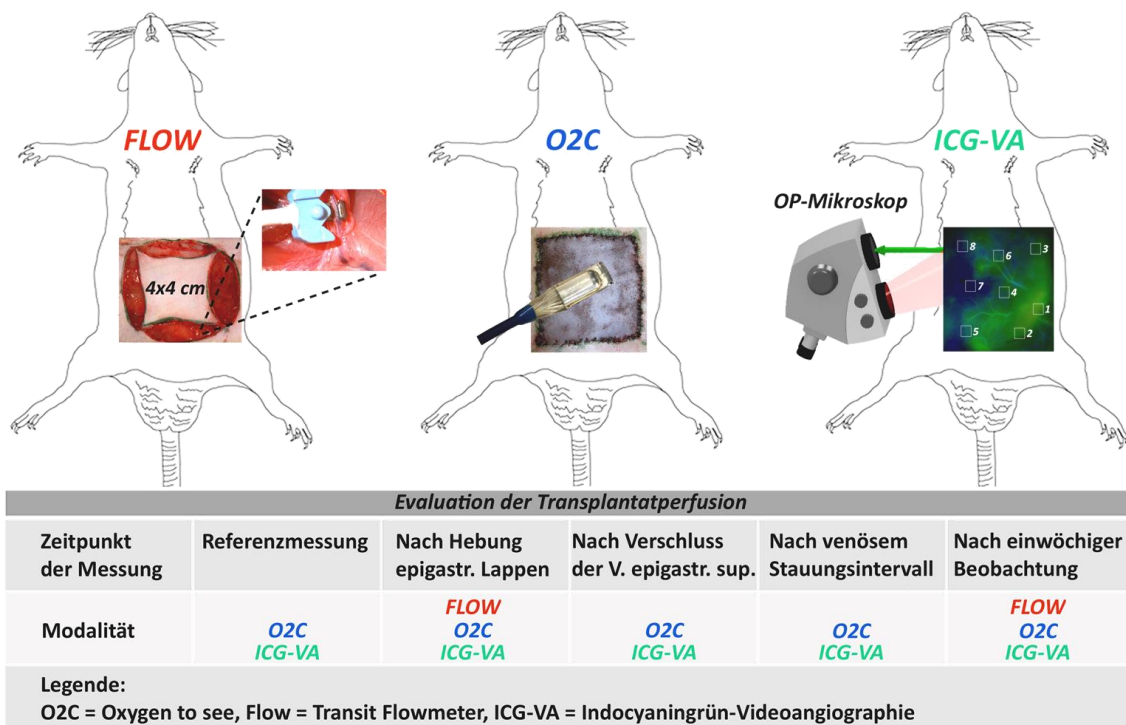 FLOW
O2C
ICG-VA
OP-Mikroskop
4x4 cm
8
3
6
7
4
1
5
2
Evaluation der Transplantatperfusion
Zeitpunkt der Messung
Referenzmessung
Nach Hebung epigastr. Lappen
Nach Verschluss der V. epigastr. sup.
Nach venösem Stauungsintervall
Nach einwöchiger Beobachtung
Modalität
O2C
ICG-VA
FLOW
O2C
ICG-VA
O2C
ICG-VA
O2C
ICG-VA
FLOW
O2C
ICG-VA
Legende:
O2C = Oxygen to see, Flow = Transit Flowmeter, ICG-VA = Indocyaningrün-Videoangiographie